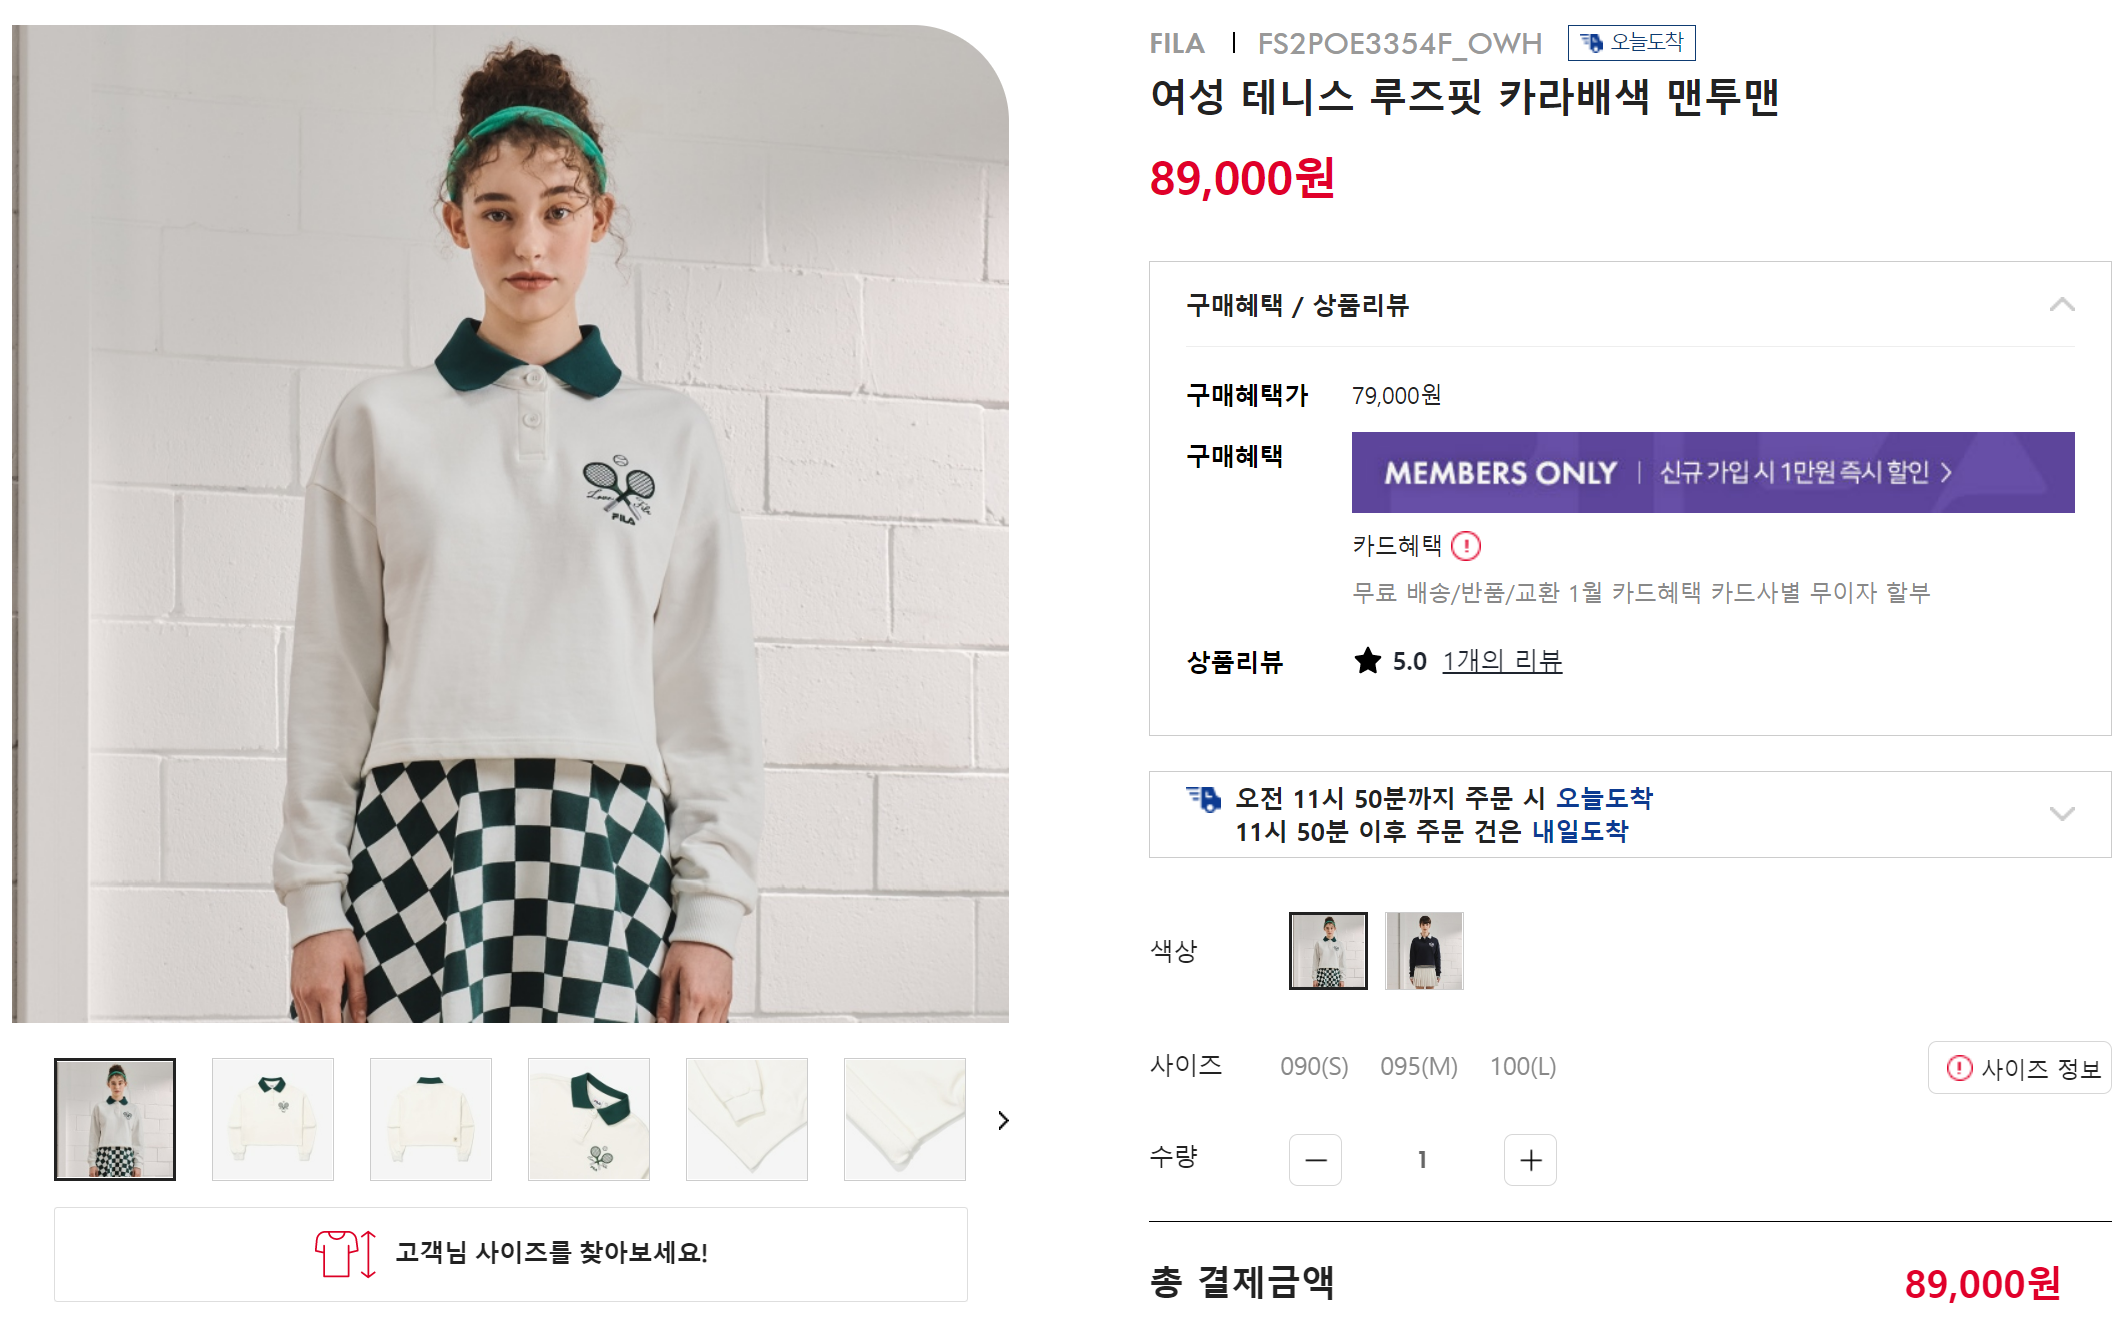 FILA | FS2POE3354F_OWH 오늘도착
여성 테니스 루즈핏 카라배색 맨투맨
89,000원
구매혜택 / 상품리뷰
구매혜택가 79,000원
구매혜택 MEMBERS ONLY | 신규 가입 시 1만원 즉시 할인 >
카드혜택 !
무료 배송/반품/교환 1월 카드혜택 카드사별 무이자 할부
상품리뷰 ★ 5.0 1개의 리뷰
오전 11시 50분까지 주문 시 오늘도착
11시 50분 이후 주문 건은 내일도착
색상
사이즈 090(S) 095(M) 100(L) ! 사이즈 정보
수량 − 1 +
총 결제금액 89,000원
Love Fila
FILA
고객님 사이즈를 찾아보세요!